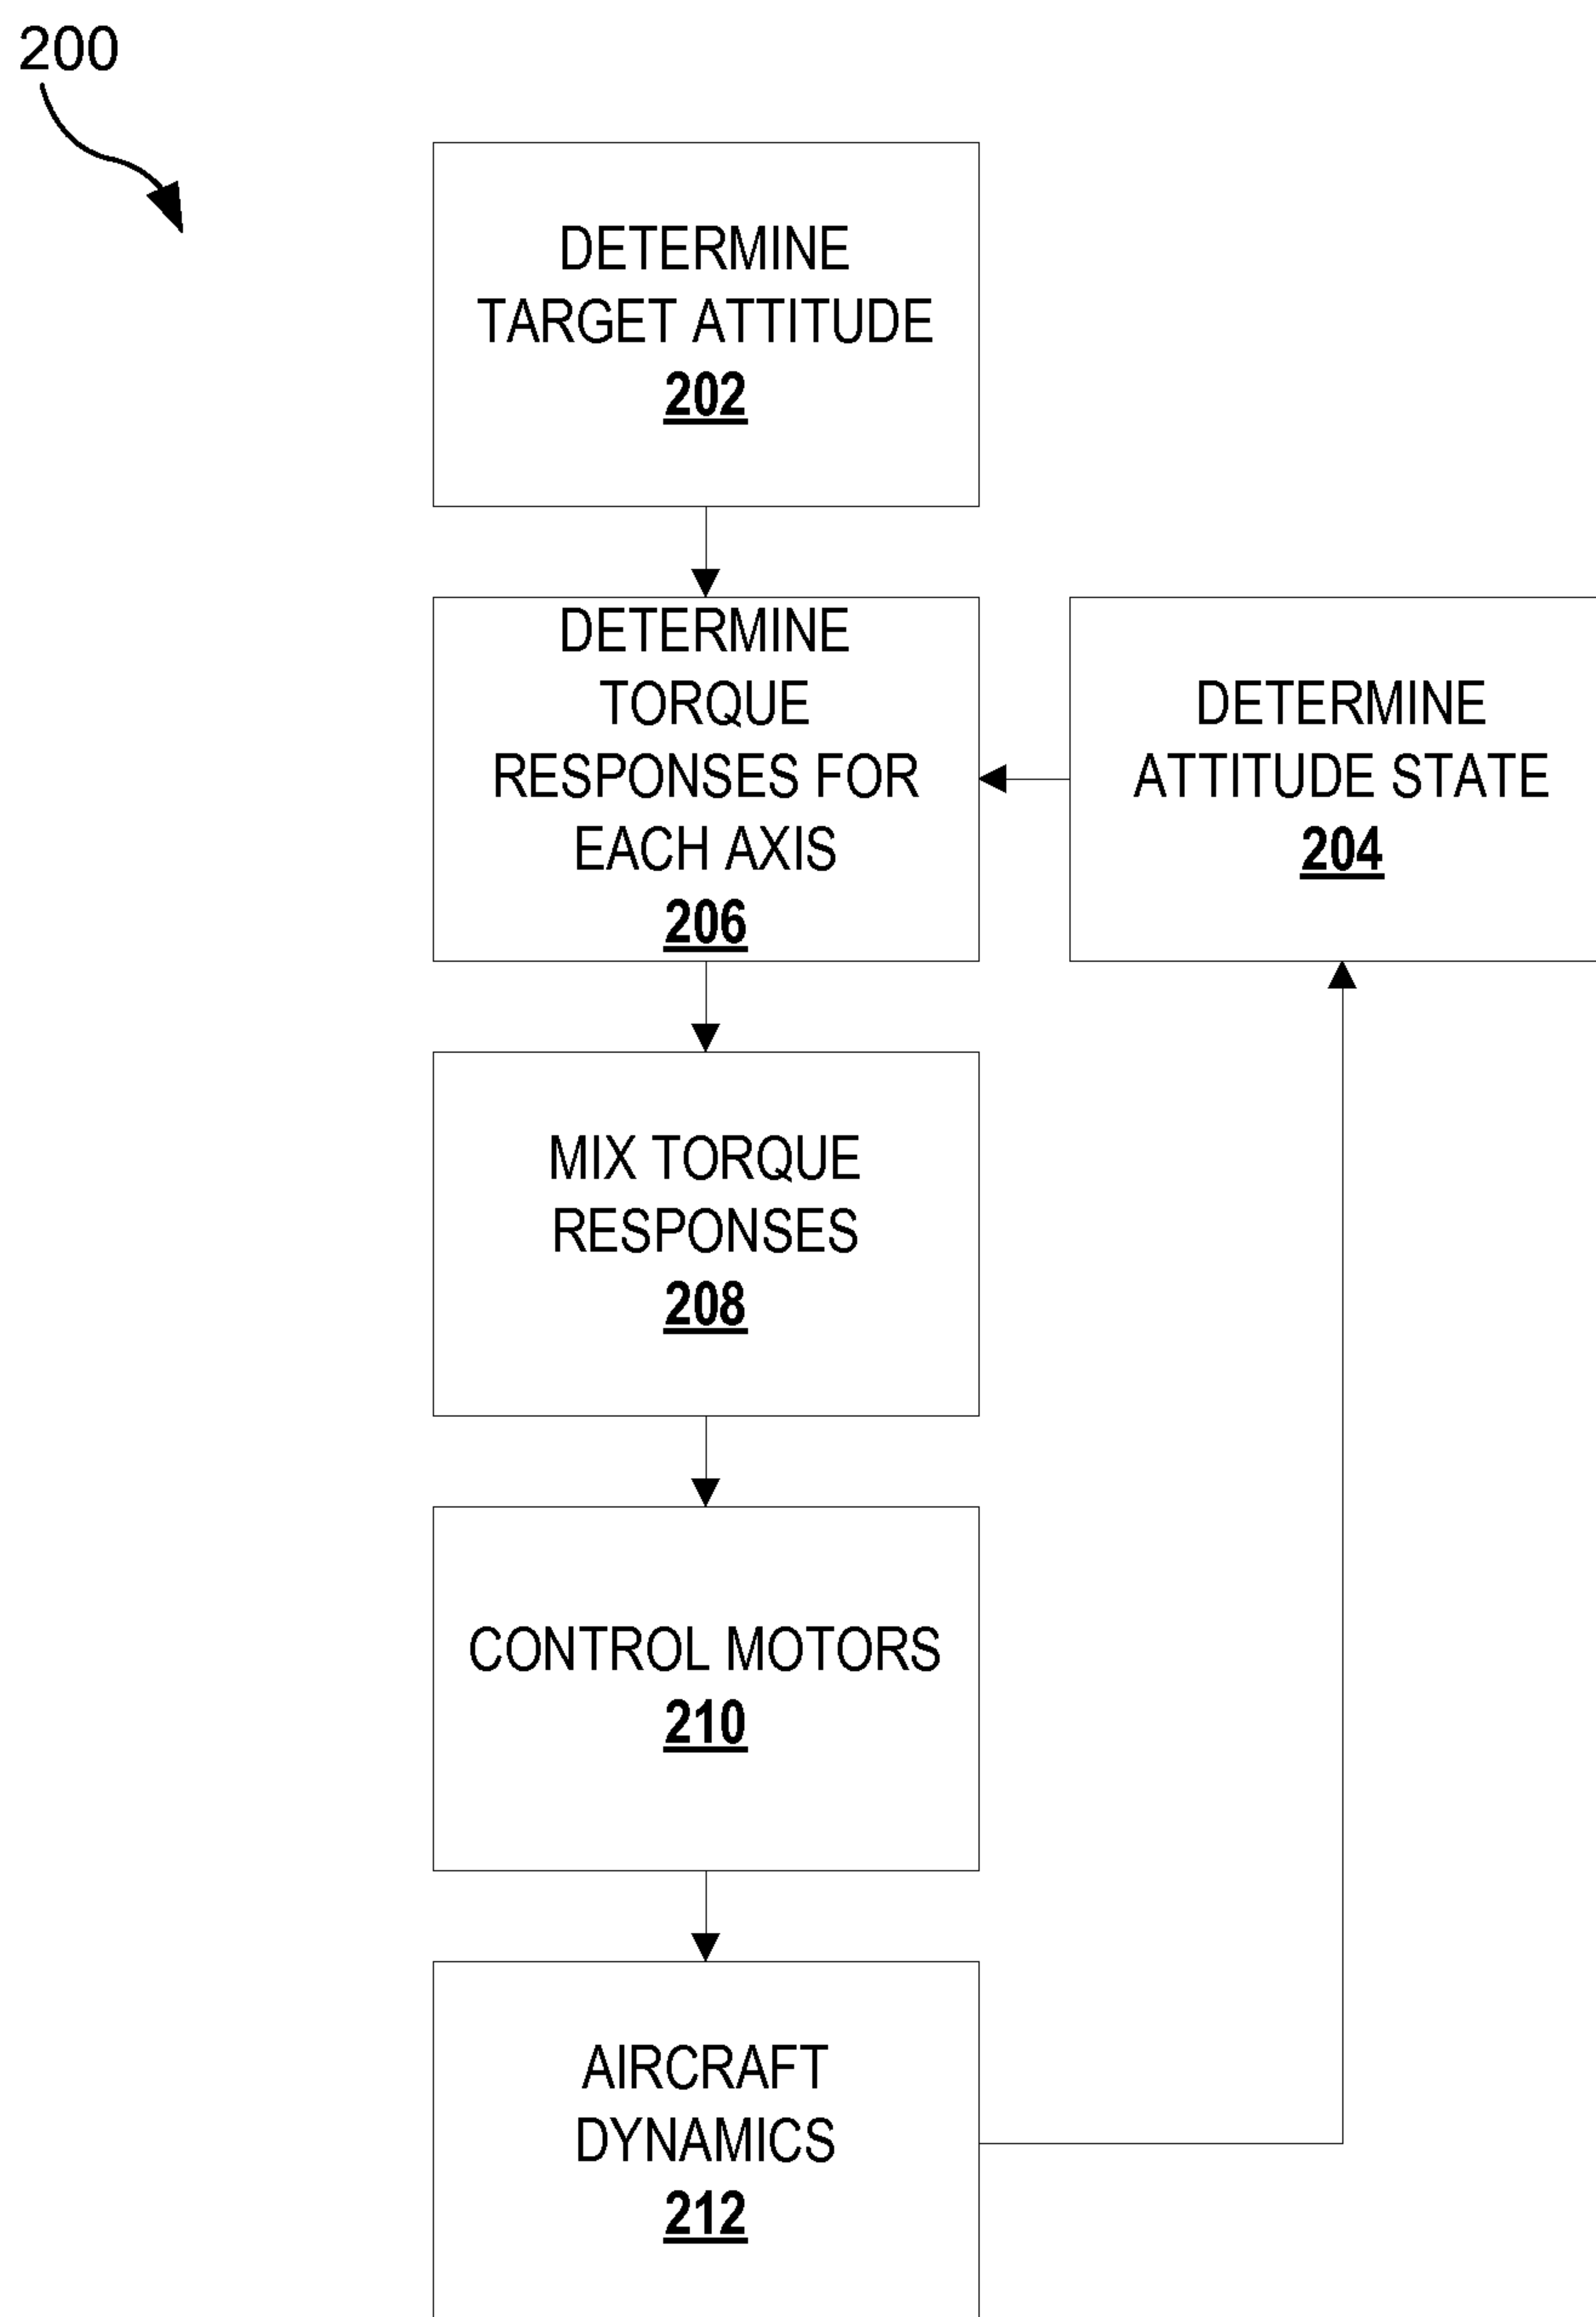 200
DETERMINE
TARGET ATTITUDE
202
DETERMINE
TORQUE
RESPONSES FOR
EACH AXIS
206
DETERMINE
ATTITUDE STATE
204
MIX TORQUE
RESPONSES
208
CONTROL MOTORS
210
AIRCRAFT
DYNAMICS
212